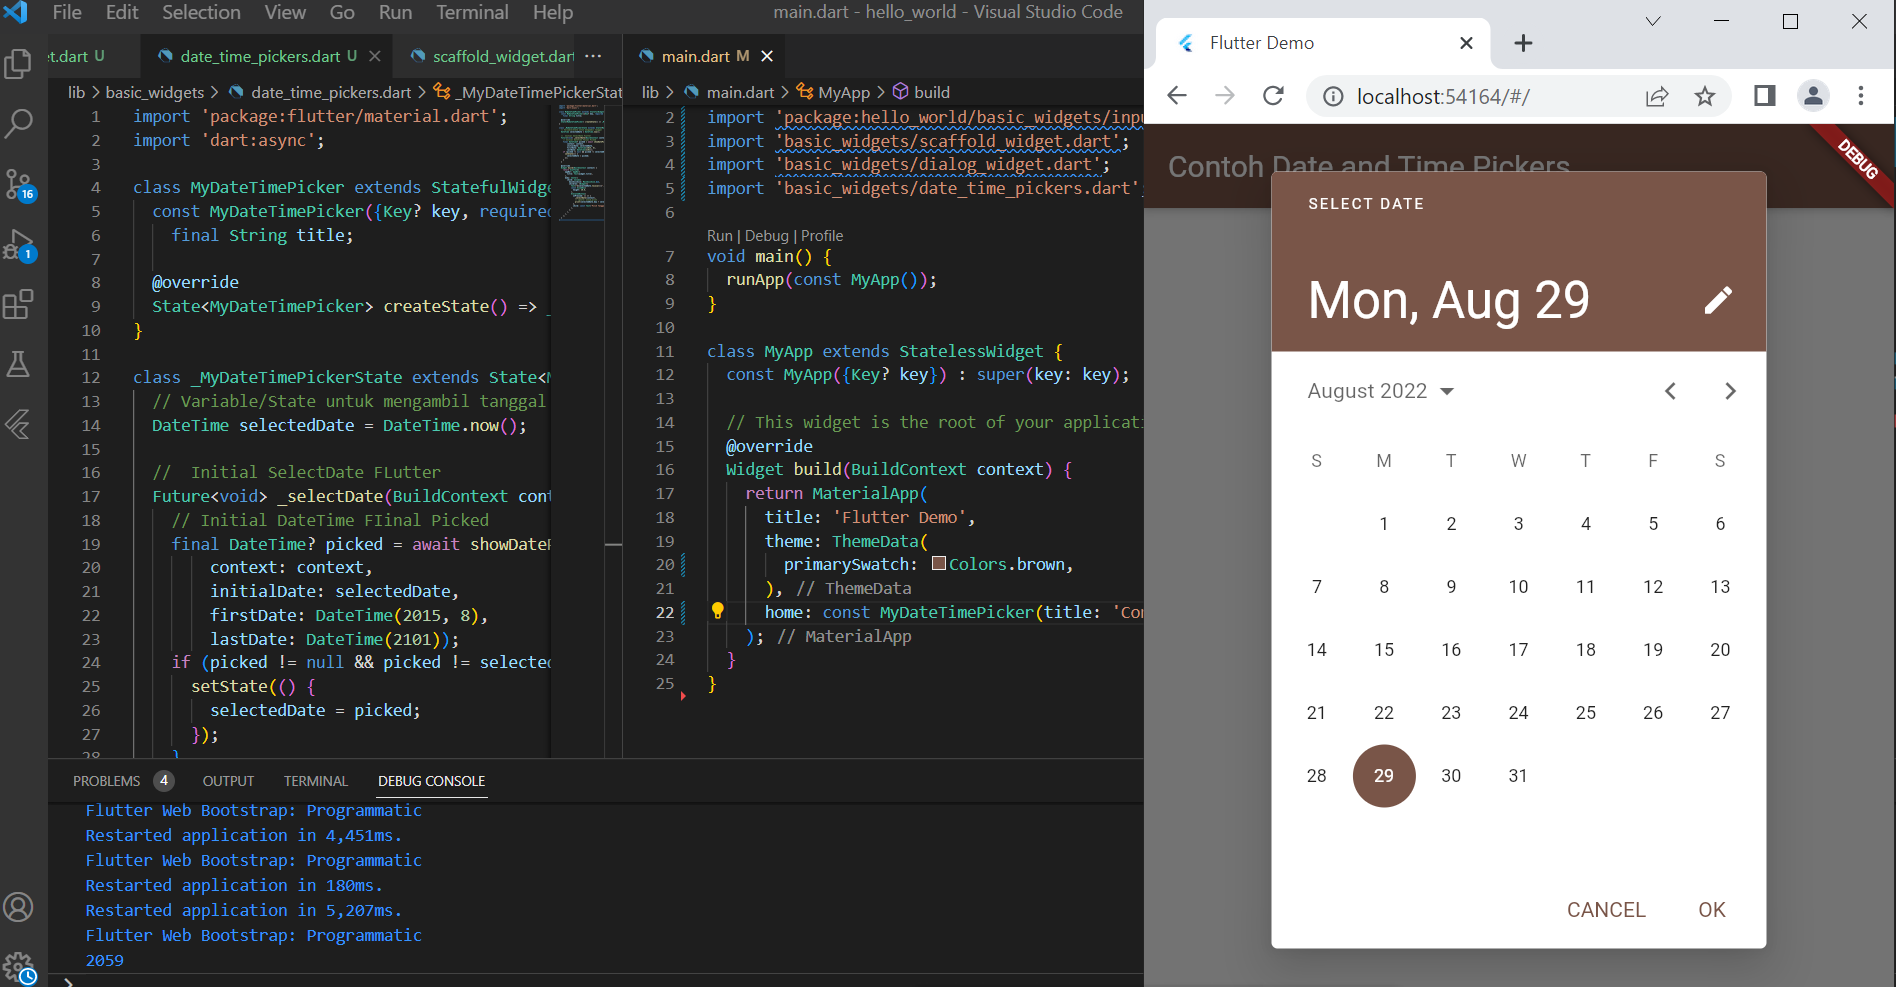 File Edit Selection View Go Run Terminal Help main.dart - hello_world - Visual Studio Code
t.dart U date_time_pickers.dart U scaffold_widget.dart ...
lib > basic_widgets > date_time_pickers.dart > _MyDateTimePickerStat
1 import 'package:flutter/material.dart';
2 import 'dart:async';
3
4 class MyDateTimePicker extends StatefulWidge
5 const MyDateTimePicker({Key? key, required
6 final String title;
7
8 @override
9 State<MyDateTimePicker> createState() => _
10 }
11
12 class _MyDateTimePickerState extends State<M
13 // Variable/State untuk mengambil tanggal
14 DateTime selectedDate = DateTime.now();
15
16 //  Initial SelectDate FLutter
17 Future<void> _selectDate(BuildContext cont
18 // Initial DateTime FIinal Picked
19 final DateTime? picked = await showDateP
20 context: context,
21 initialDate: selectedDate,
22 firstDate: DateTime(2015, 8),
23 lastDate: DateTime(2101));
24 if (picked != null && picked != selected
25 setState(() {
26 selectedDate = picked;
27 });
28 }
main.dart M
lib > main.dart > MyApp > build
2 import 'package:hello_world/basic_widgets/inpu
3 import 'basic_widgets/scaffold_widget.dart';
4 import 'basic_widgets/dialog_widget.dart';
5 import 'basic_widgets/date_time_pickers.dart';
6
Run | Debug | Profile
7 void main() {
8 runApp(const MyApp());
9 }
10
11 class MyApp extends StatelessWidget {
12 const MyApp({Key? key}) : super(key: key);
13
14 // This widget is the root of your applicati
15 @override
16 Widget build(BuildContext context) {
17 return MaterialApp(
18 title: 'Flutter Demo',
19 theme: ThemeData(
20 primarySwatch: Colors.brown,
21 ), // ThemeData
22 home: const MyDateTimePicker(title: 'Con
23 ); // MaterialApp
24 }
25 }
16
1
PROBLEMS 4 OUTPUT TERMINAL DEBUG CONSOLE
Flutter Web Bootstrap: Programmatic
Restarted application in 4,451ms.
Flutter Web Bootstrap: Programmatic
Restarted application in 180ms.
Restarted application in 5,207ms.
Flutter Web Bootstrap: Programmatic
2059
>
Flutter Demo
localhost:54164/#/
Contoh Date and Time Pickers
DEBUG
SELECT DATE
Mon, Aug 29
August 2022
S M T W T F S
1 2 3 4 5 6
7 8 9 10 11 12 13
14 15 16 17 18 19 20
21 22 23 24 25 26 27
28 29 30 31
CANCEL OK